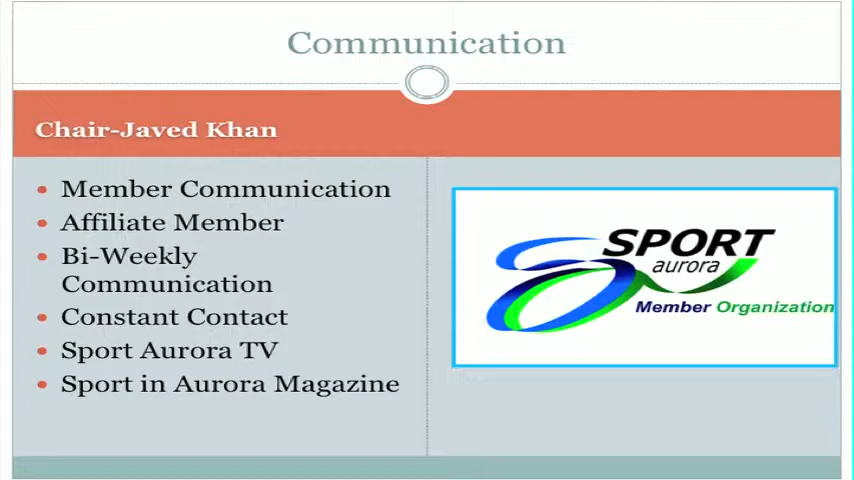 Communication
Chair-Javed Khan
• Member Communication
• Affiliate Member
• Bi-Weekly
Communication
• Constant Contact
• Sport Aurora TV
• Sport in Aurora Magazine
SPORT
aurora
Member Organization